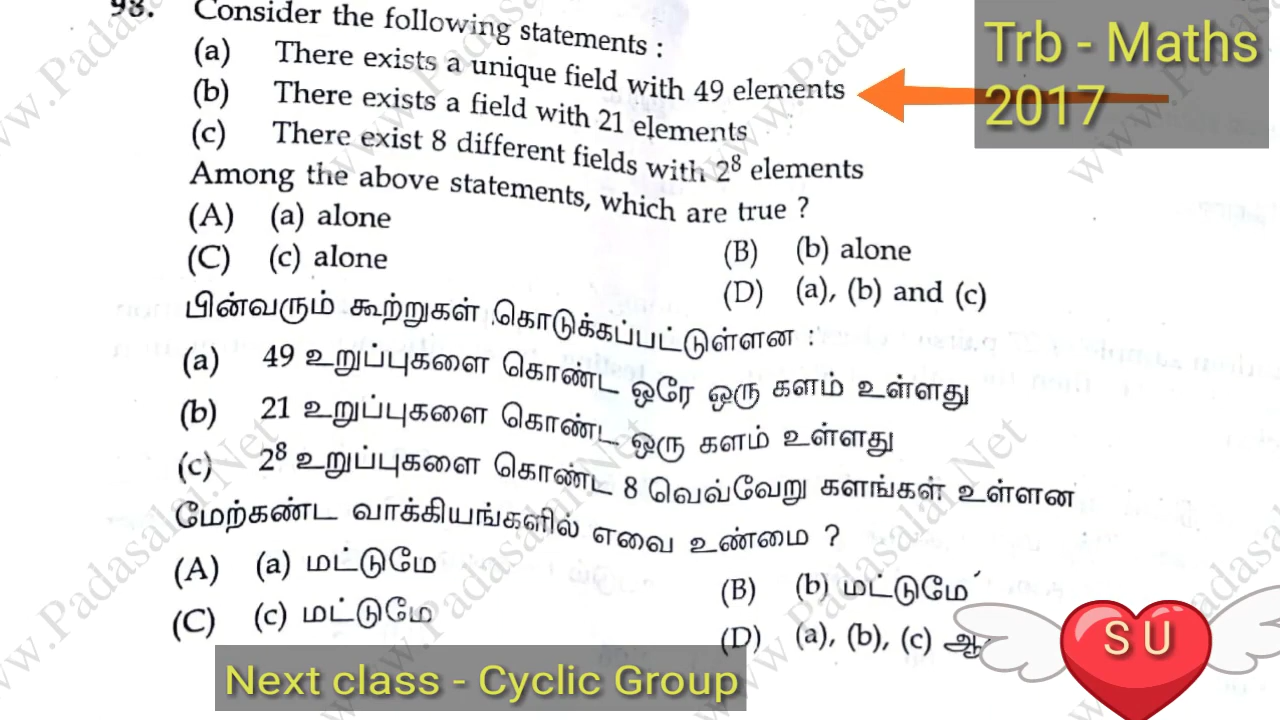 98. Consider the following statements :
(a) There exists a unique field with 49 elements
(b) There exists a field with 21 elements
(c) There exist 8 different fields with 2⁸ elements
Among the above statements, which are true ?
(A) (a) alone
(B) (b) alone
(C) (c) alone
(D) (a), (b) and (c)
பின்வரும் கூற்றுகள் கொடுக்கப்பட்டுள்ளன :
(a) 49 உறுப்புகளை கொண்ட ஒரே ஒரு களம் உள்ளது
(b) 21 உறுப்புகளை கொண்ட ஒரு களம் உள்ளது
(c) 2⁸ உறுப்புகளை கொண்ட 8 வெவ்வேறு களங்கள் உள்ளன
மேற்கண்ட வாக்கியங்களில் எவை உண்மை ?
(A) (a) மட்டுமே
(B) (b) மட்டுமே
(C) (c) மட்டுமே
(D) (a), (b), (c)
Trb - Maths
2017
Next class - Cyclic Group
S U
www.Padasalai.Net